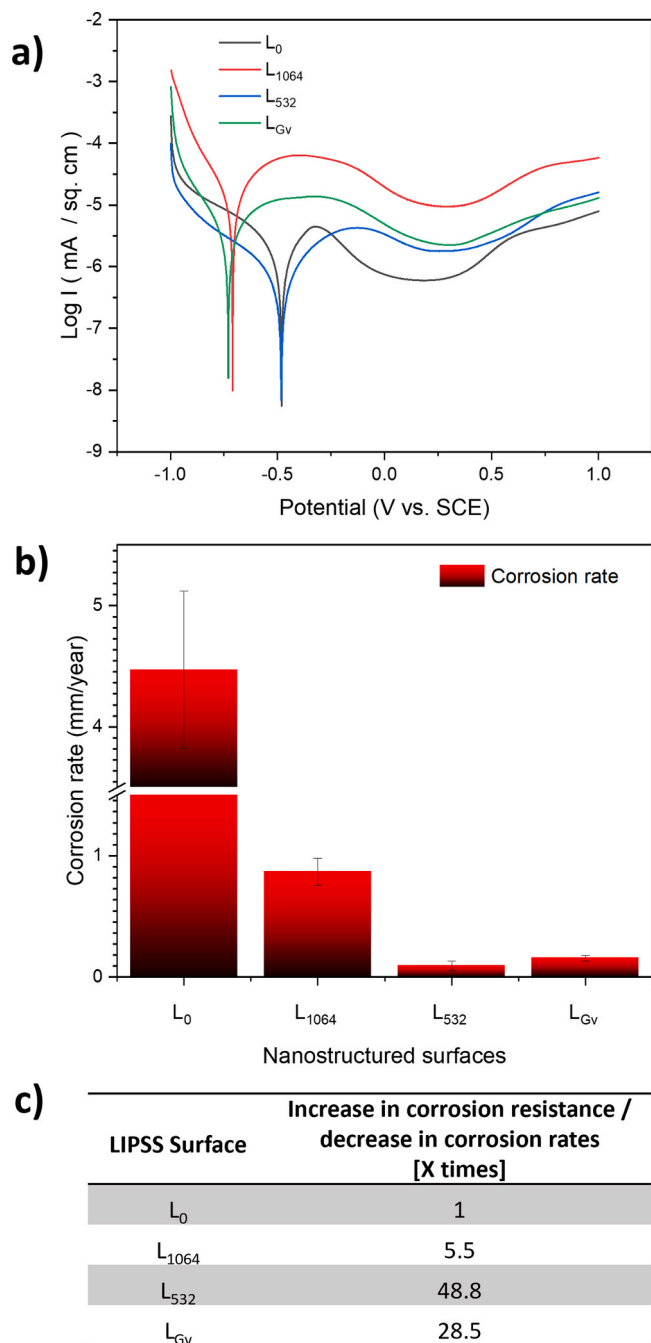 a)
-2
-3
-4
-5
-6
-7
-8
-9
Log I ( mA / sq. cm)
L0
L1064
L532
LGv
-1.0 -0.5 0.0 0.5 1.0
Potential (V vs. SCE)
b)
Corrosion rate
5
4
1
0
Corrosion rate (mm/year)
L0 L1064 L532 LGv
Nanostructured surfaces
c)
LIPSS Surface
Increase in corrosion resistance /
decrease in corrosion rates
[X times]
L0 1
L1064 5.5
L532 48.8
LGv 28.5